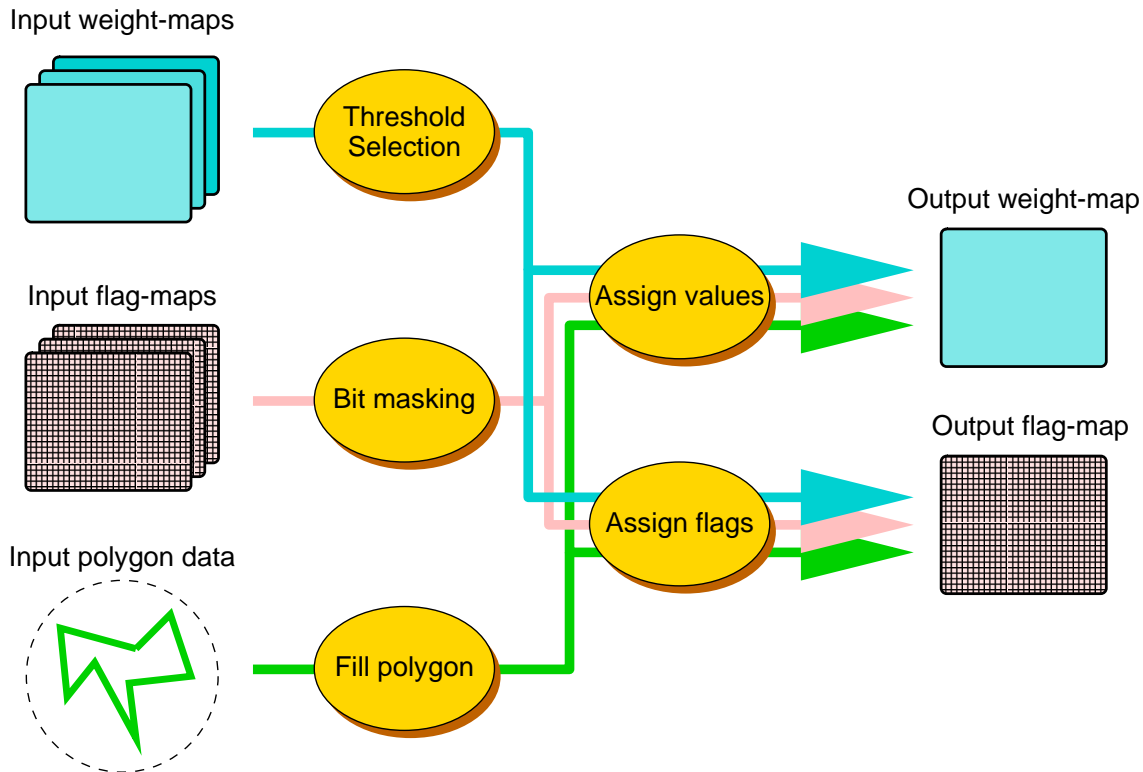 Input weight-maps
Threshold
Selection
Output weight-map
Input flag-maps
Assign values
Bit masking
Output flag-map
Assign flags
Input polygon data
Fill polygon